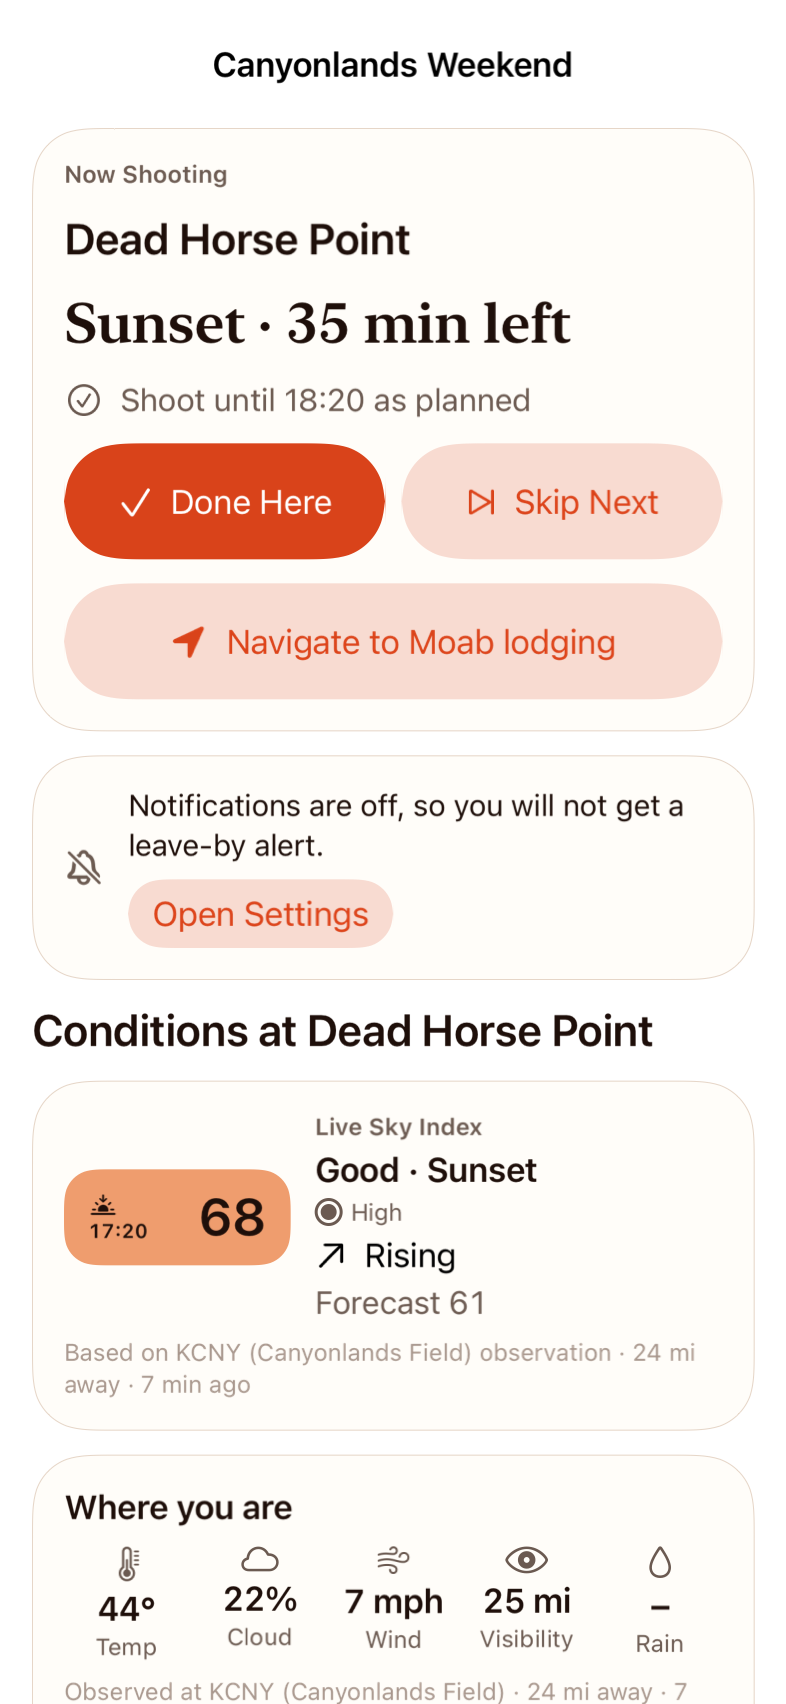 Canyonlands Weekend
Now Shooting
Dead Horse Point
Sunset · 35 min left
Shoot until 18:20 as planned
Done Here
Skip Next
Navigate to Moab lodging
Notifications are off, so you will not get a
leave-by alert.
Open Settings
Conditions at Dead Horse Point
Live Sky Index
Good · Sunset
High
Rising
Forecast 61
17:20
68
Based on KCNY (Canyonlands Field) observation · 24 mi
away · 7 min ago
Where you are
44° 22% 7 mph 25 mi –
Temp Cloud Wind Visibility Rain
Observed at KCNY (Canyonlands Field) · 24 mi away · 7